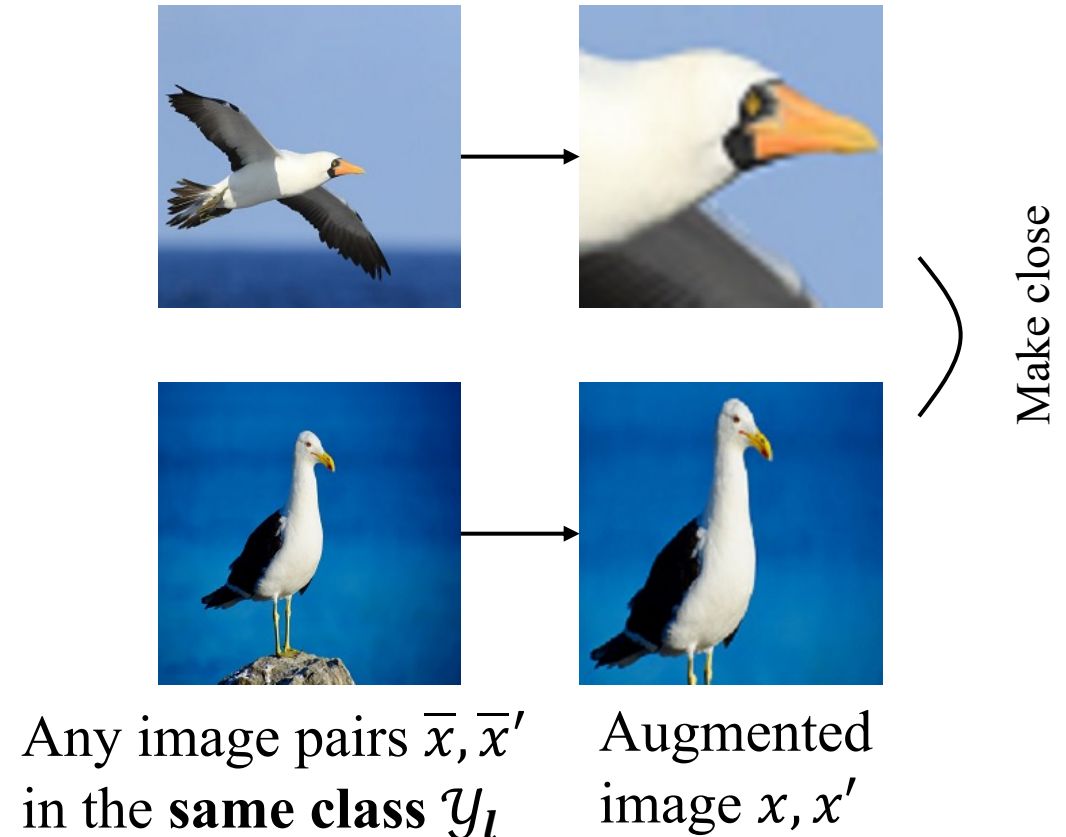 Make close
Any image pairs x̅, x̅′
in the same class 𝒴ₗ
Augmented
image x, x′